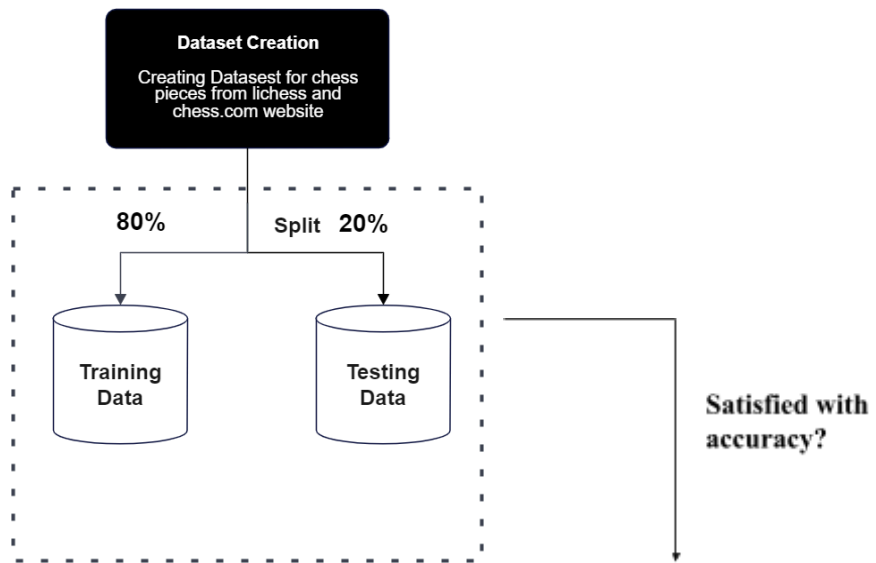 Dataset Creation
Creating Datasest for chess
pieces from lichess and
chess.com website
80% Split 20%
Training
Data
Testing
Data
Satisfied with
accuracy?